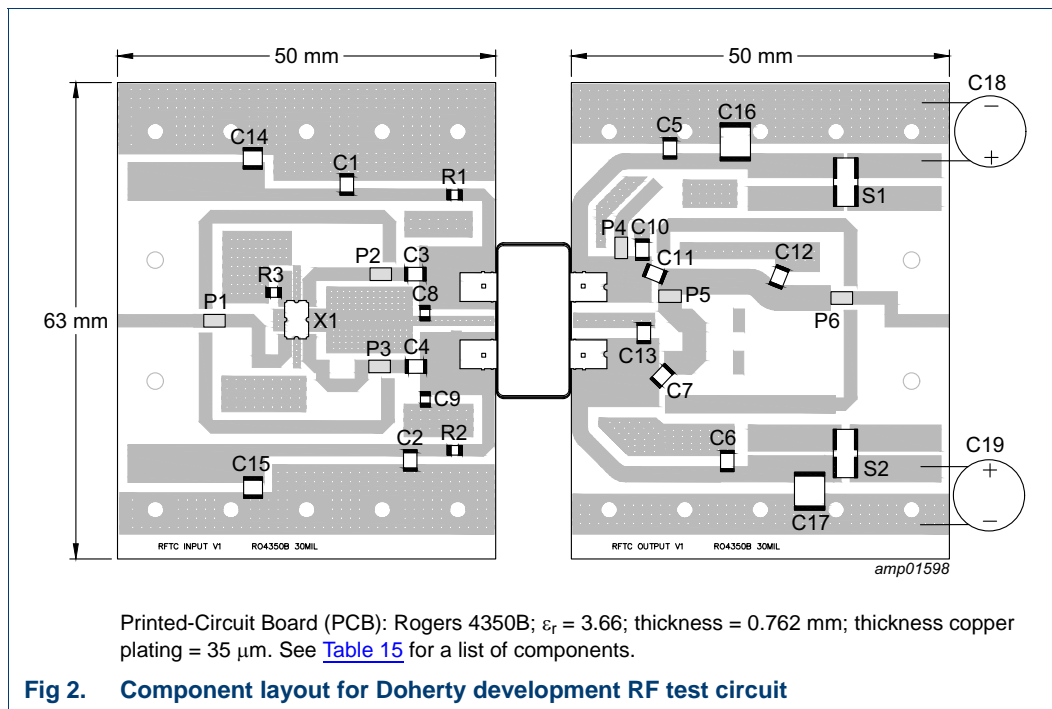 50 mm
50 mm
C18
−
C16
C5
C14
C1
+
R1
S1
P4
C10
P2
C3
C11
C12
R3
P5
C8
63 mm
P1
X1
P6
P3
C4
C13
C7
C9
C2
R2
C6
C19
+
C15
S2
C17
−
RFTC INPUT V1 RO4350B 30MIL
RFTC OUTPUT V1 RO4350B 30MIL
amp01598
Printed-Circuit Board (PCB): Rogers 4350B; εr = 3.66; thickness = 0.762 mm; thickness copper
plating = 35 μm. See Table 15 for a list of components.
Fig 2. Component layout for Doherty development RF test circuit